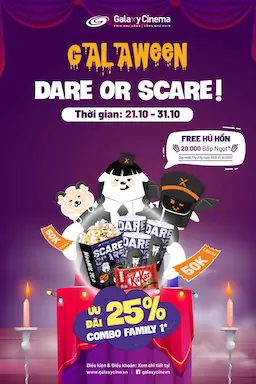 Galaxy Cinema
GALAWEEN
DARE OR SCARE!
Thời gian: 21.10 - 31.10
FREE HÚ HỒN
20.000 Bắp Ngọt*
50K
SCARE
DARE
DARE
KitKat
50K
ƯU
ĐÃI
25%
COMBO FAMILY 1*
Điều kiện & Điều khoản: Xem chi tiết tại
www.galaxycine.vn
galaxycinevn